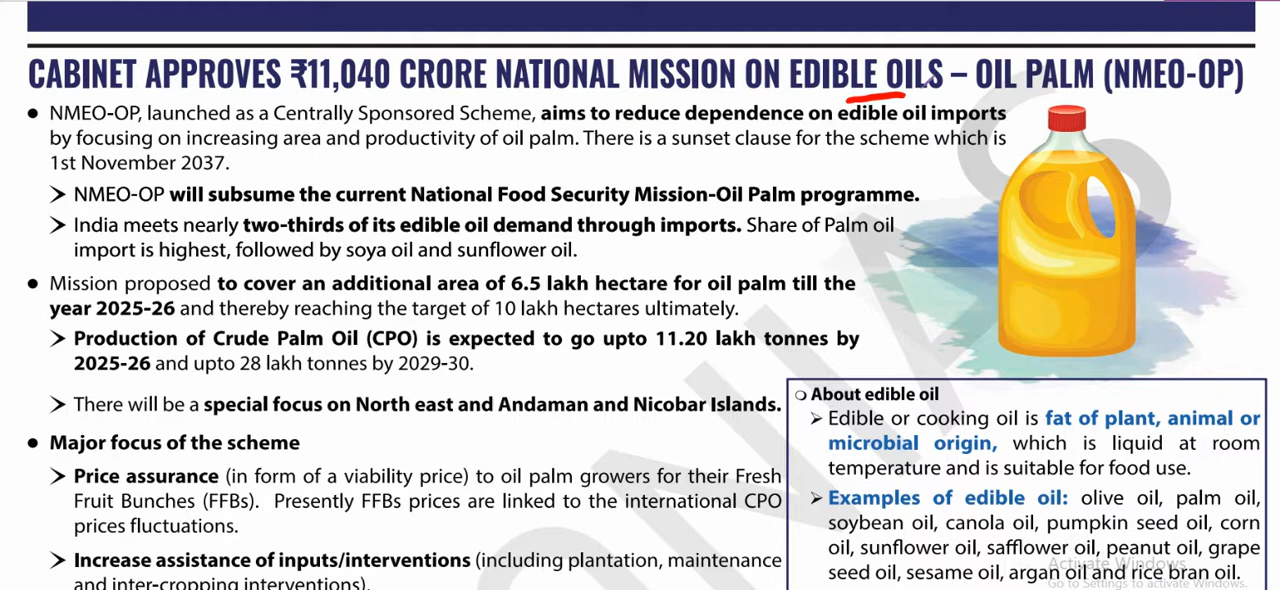 CABINET APPROVES ₹11,040 CRORE NATIONAL MISSION ON EDIBLE OILS – OIL PALM (NMEO-OP)
● NMEO-OP, launched as a Centrally Sponsored Scheme, aims to reduce dependence on edible oil imports
by focusing on increasing area and productivity of oil palm. There is a sunset clause for the scheme which is
1st November 2037.
➢ NMEO-OP will subsume the current National Food Security Mission-Oil Palm programme.
➢ India meets nearly two-thirds of its edible oil demand through imports. Share of Palm oil
import is highest, followed by soya oil and sunflower oil.
● Mission proposed to cover an additional area of 6.5 lakh hectare for oil palm till the
year 2025-26 and thereby reaching the target of 10 lakh hectares ultimately.
➢ Production of Crude Palm Oil (CPO) is expected to go upto 11.20 lakh tonnes by
2025-26 and upto 28 lakh tonnes by 2029-30.
➢ There will be a special focus on North east and Andaman and Nicobar Islands.
● Major focus of the scheme
➢ Price assurance (in form of a viability price) to oil palm growers for their Fresh
Fruit Bunches (FFBs). Presently FFBs prices are linked to the international CPO
prices fluctuations.
➢ Increase assistance of inputs/interventions (including plantation, maintenance
and inter-cropping interventions).
❍ About edible oil
➢ Edible or cooking oil is fat of plant, animal or
microbial origin, which is liquid at room
temperature and is suitable for food use.
➢ Examples of edible oil: olive oil, palm oil,
soybean oil, canola oil, pumpkin seed oil, corn
oil, sunflower oil, safflower oil, peanut oil, grape
seed oil, sesame oil, argan oil and rice bran oil.
Activate Windows
Go to Settings to activate Windows.